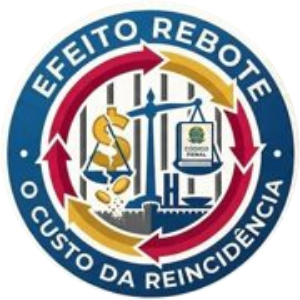 EFEITO REBOTE
CÓDIGO
PENAL
O CUSTO DA REINCIDÊNCIA